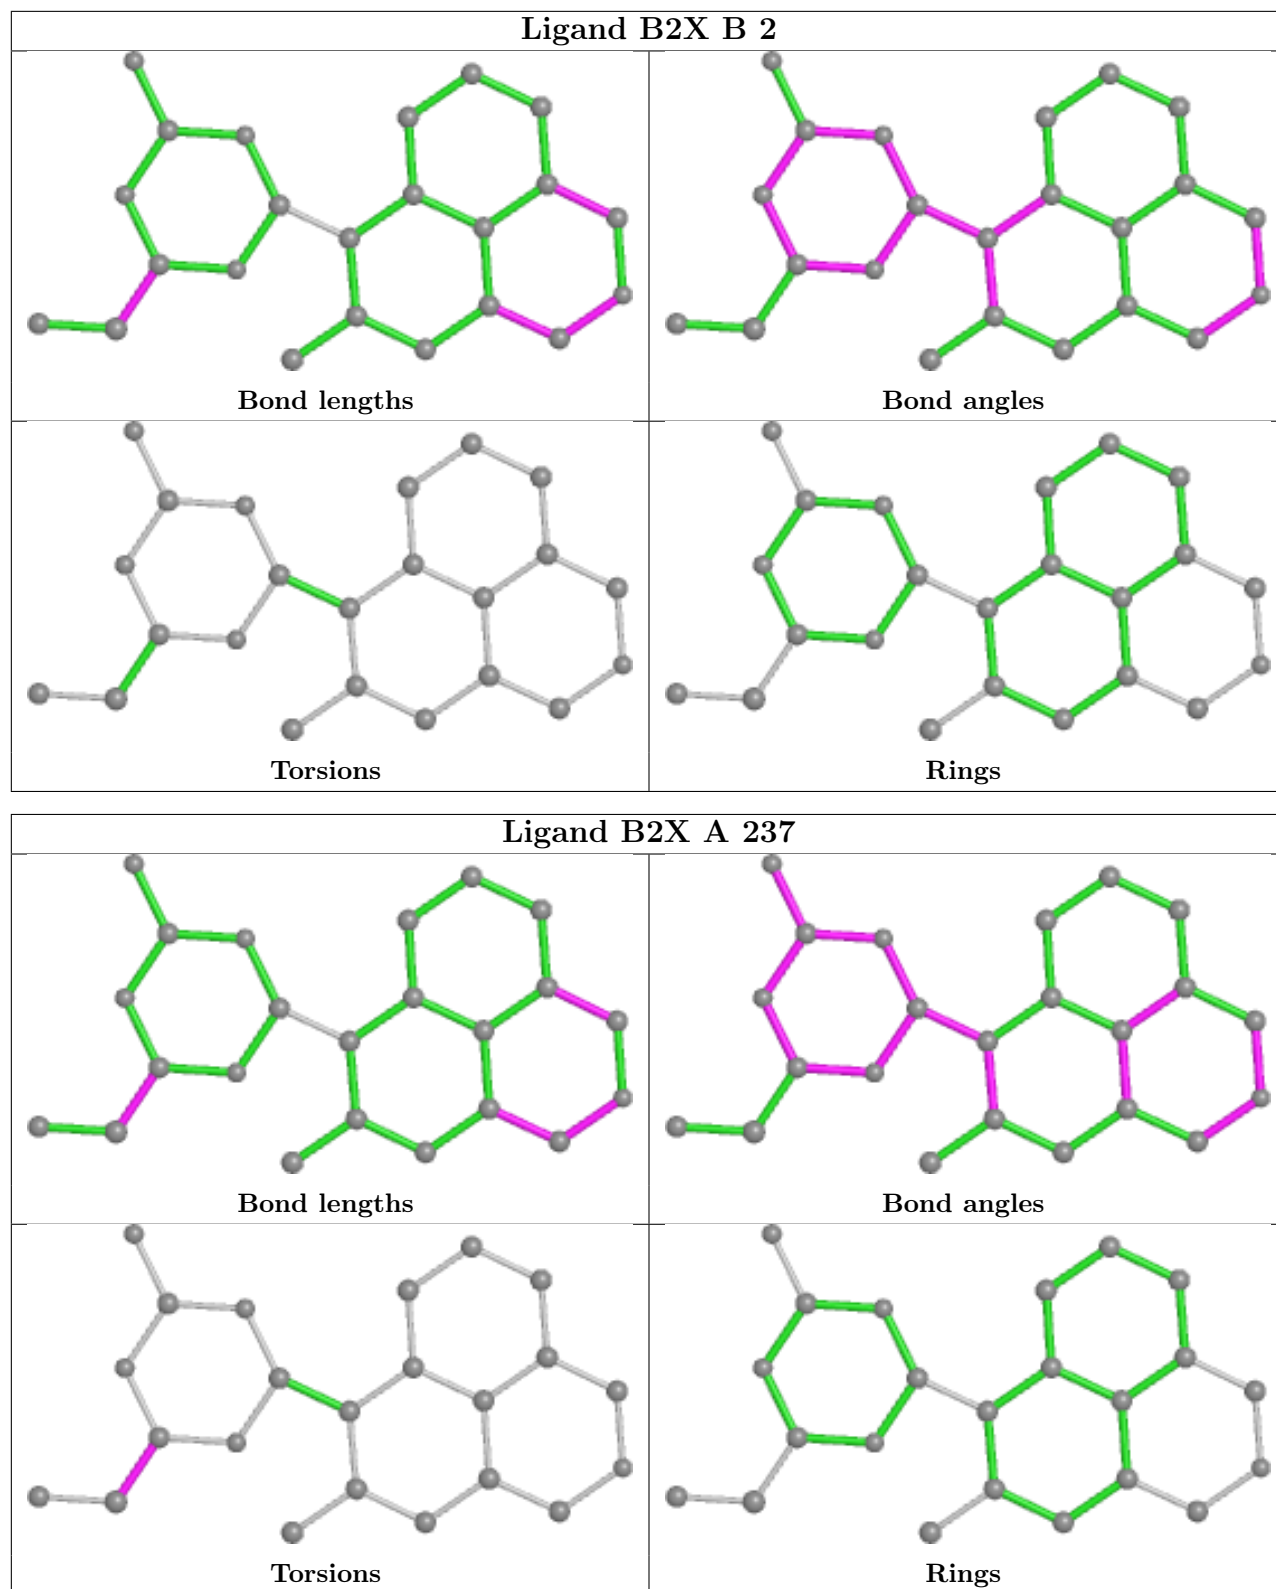 Ligand B2X B 2
Bond lengths
Bond angles
Torsions
Rings
Ligand B2X A 237
Bond lengths
Bond angles
Torsions
Rings